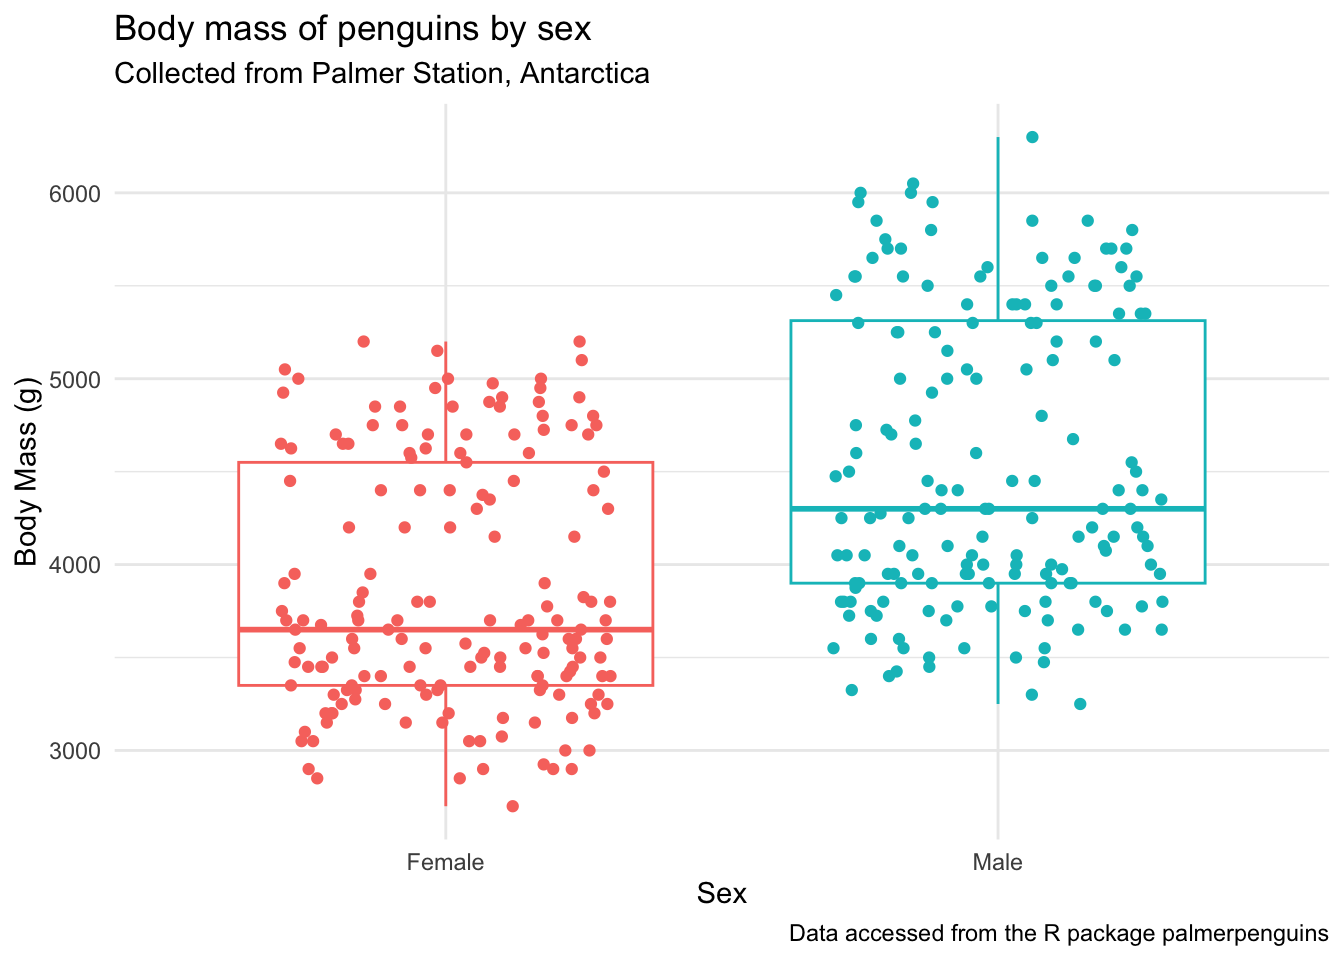 Body mass of penguins by sex
Collected from Palmer Station, Antarctica
Body Mass (g)
6000
5000
4000
3000
Female
Male
Sex
Data accessed from the R package palmerpenguins